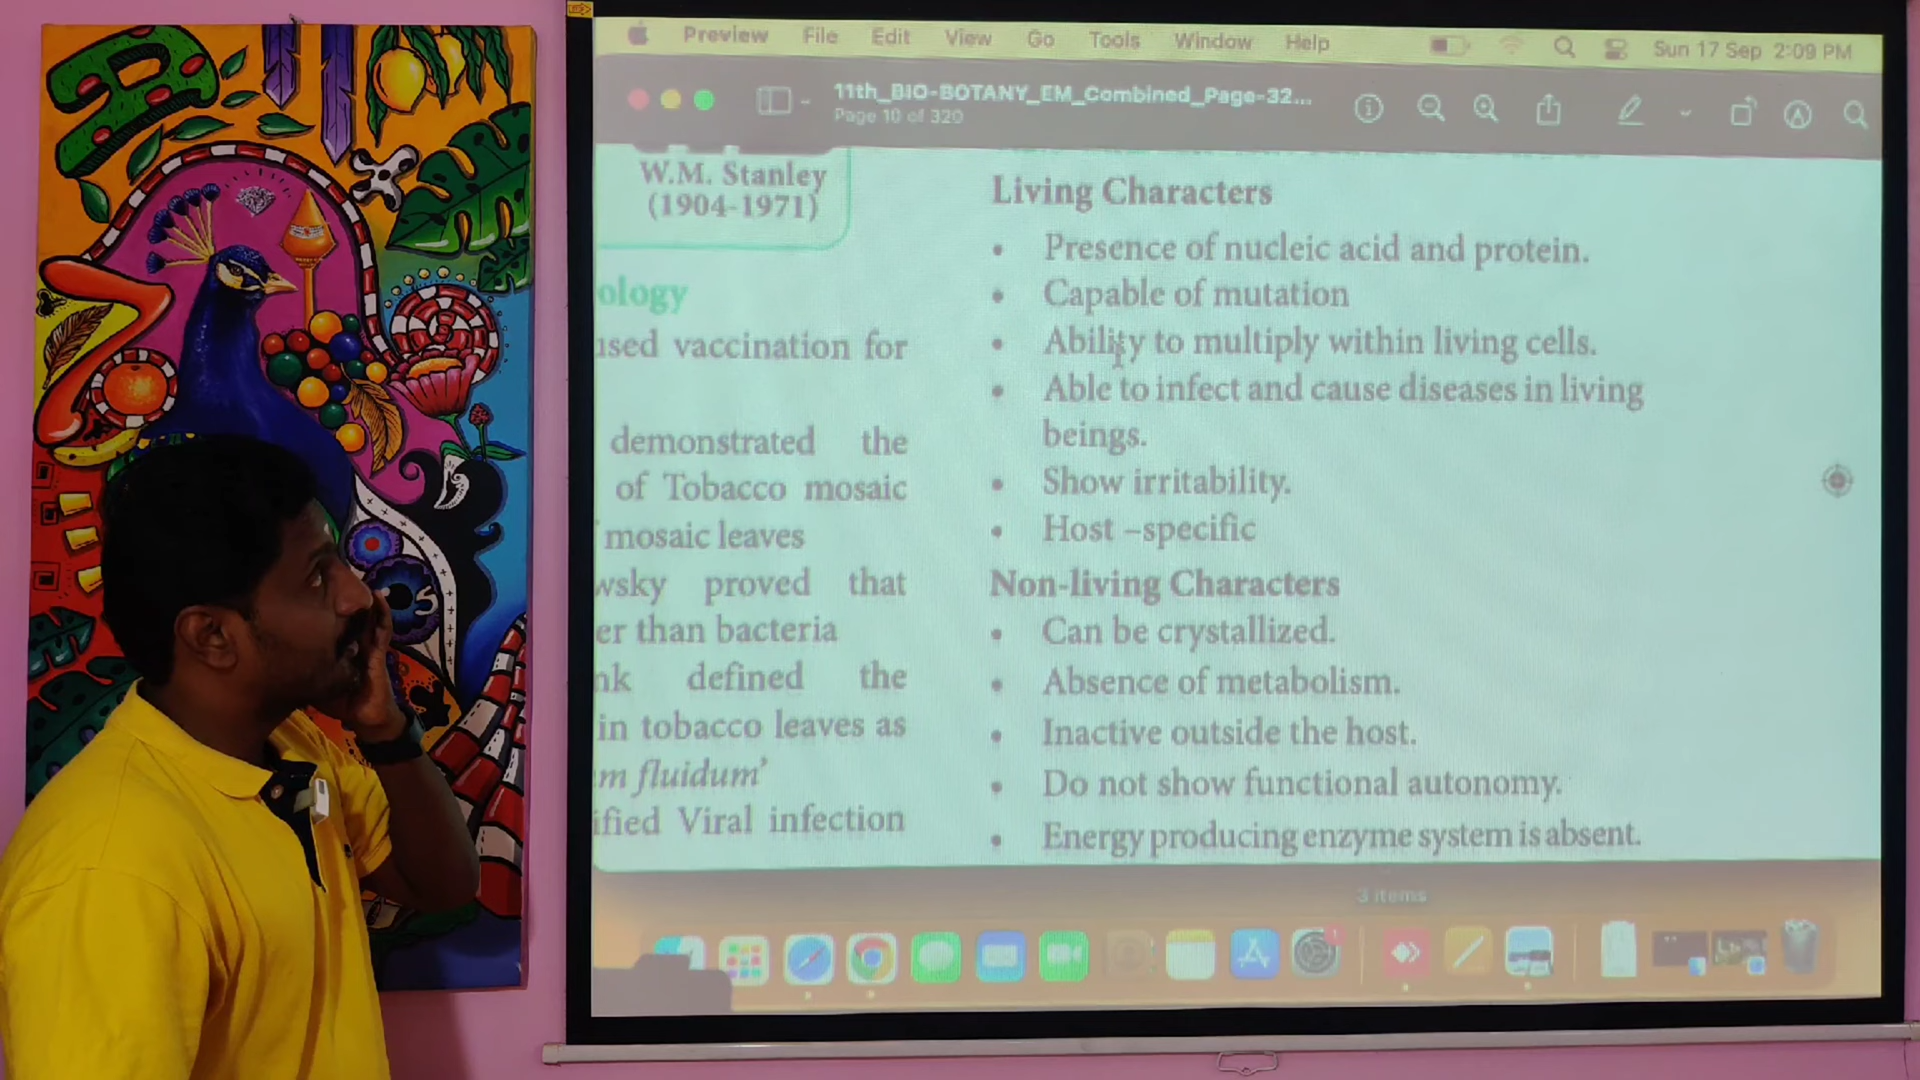 Preview File Edit View Go Tools Window Help Sun 17 Sep 2:09 PM
11th_BIO-BOTANY_EM_Combined_Page-32...
Page 10 of 320
W.M. Stanley
(1904-1971)
ology
used vaccination for
demonstrated the
of Tobacco mosaic
mosaic leaves
wsky proved that
er than bacteria
nk defined the
in tobacco leaves as
m fluidum’
ified Viral infection
Living Characters
• Presence of nucleic acid and protein.
• Capable of mutation
• Ability to multiply within living cells.
• Able to infect and cause diseases in living
beings.
• Show irritability.
• Host –specific
Non-living Characters
• Can be crystallized.
• Absence of metabolism.
• Inactive outside the host.
• Do not show functional autonomy.
• Energy producing enzyme system is absent.
3 items